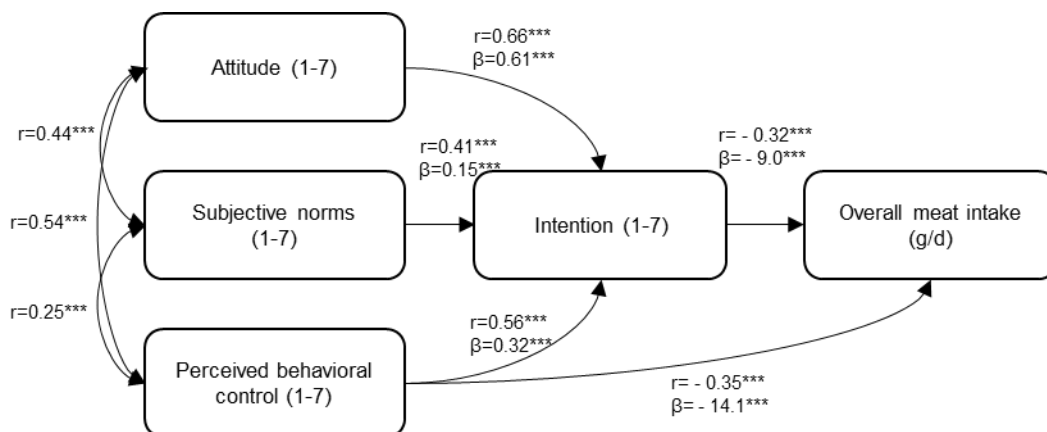 r=0.66***
β=0.61***
Attitude (1-7)
r=0.44***
r=0.41***
β=0.15***
r= - 0.32***
β= - 9.0***
Subjective norms
(1-7)
Intention (1-7)
Overall meat intake
(g/d)
r=0.54***
r=0.25***
r=0.56***
β=0.32***
Perceived behavioral
control (1-7)
r= - 0.35***
β= - 14.1***